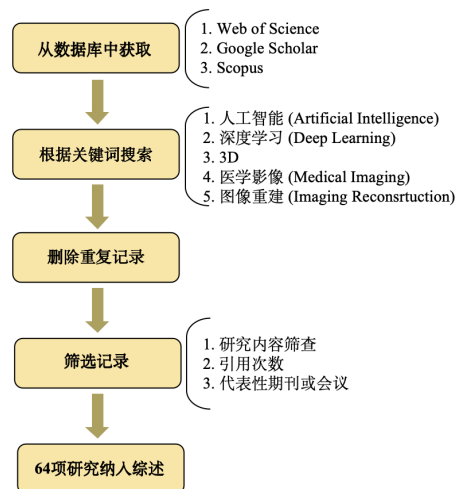 从数据库中获取
1. Web of Science
2. Google Scholar
3. Scopus
根据关键词搜索
1. 人工智能 (Artificial Intelligence)
2. 深度学习 (Deep Learning)
3. 3D
4. 医学影像 (Medical Imaging)
5. 图像重建 (Imaging Reconsrtuction)
删除重复记录
筛选记录
1. 研究内容筛查
2. 引用次数
3. 代表性期刊或会议
64项研究纳入综述